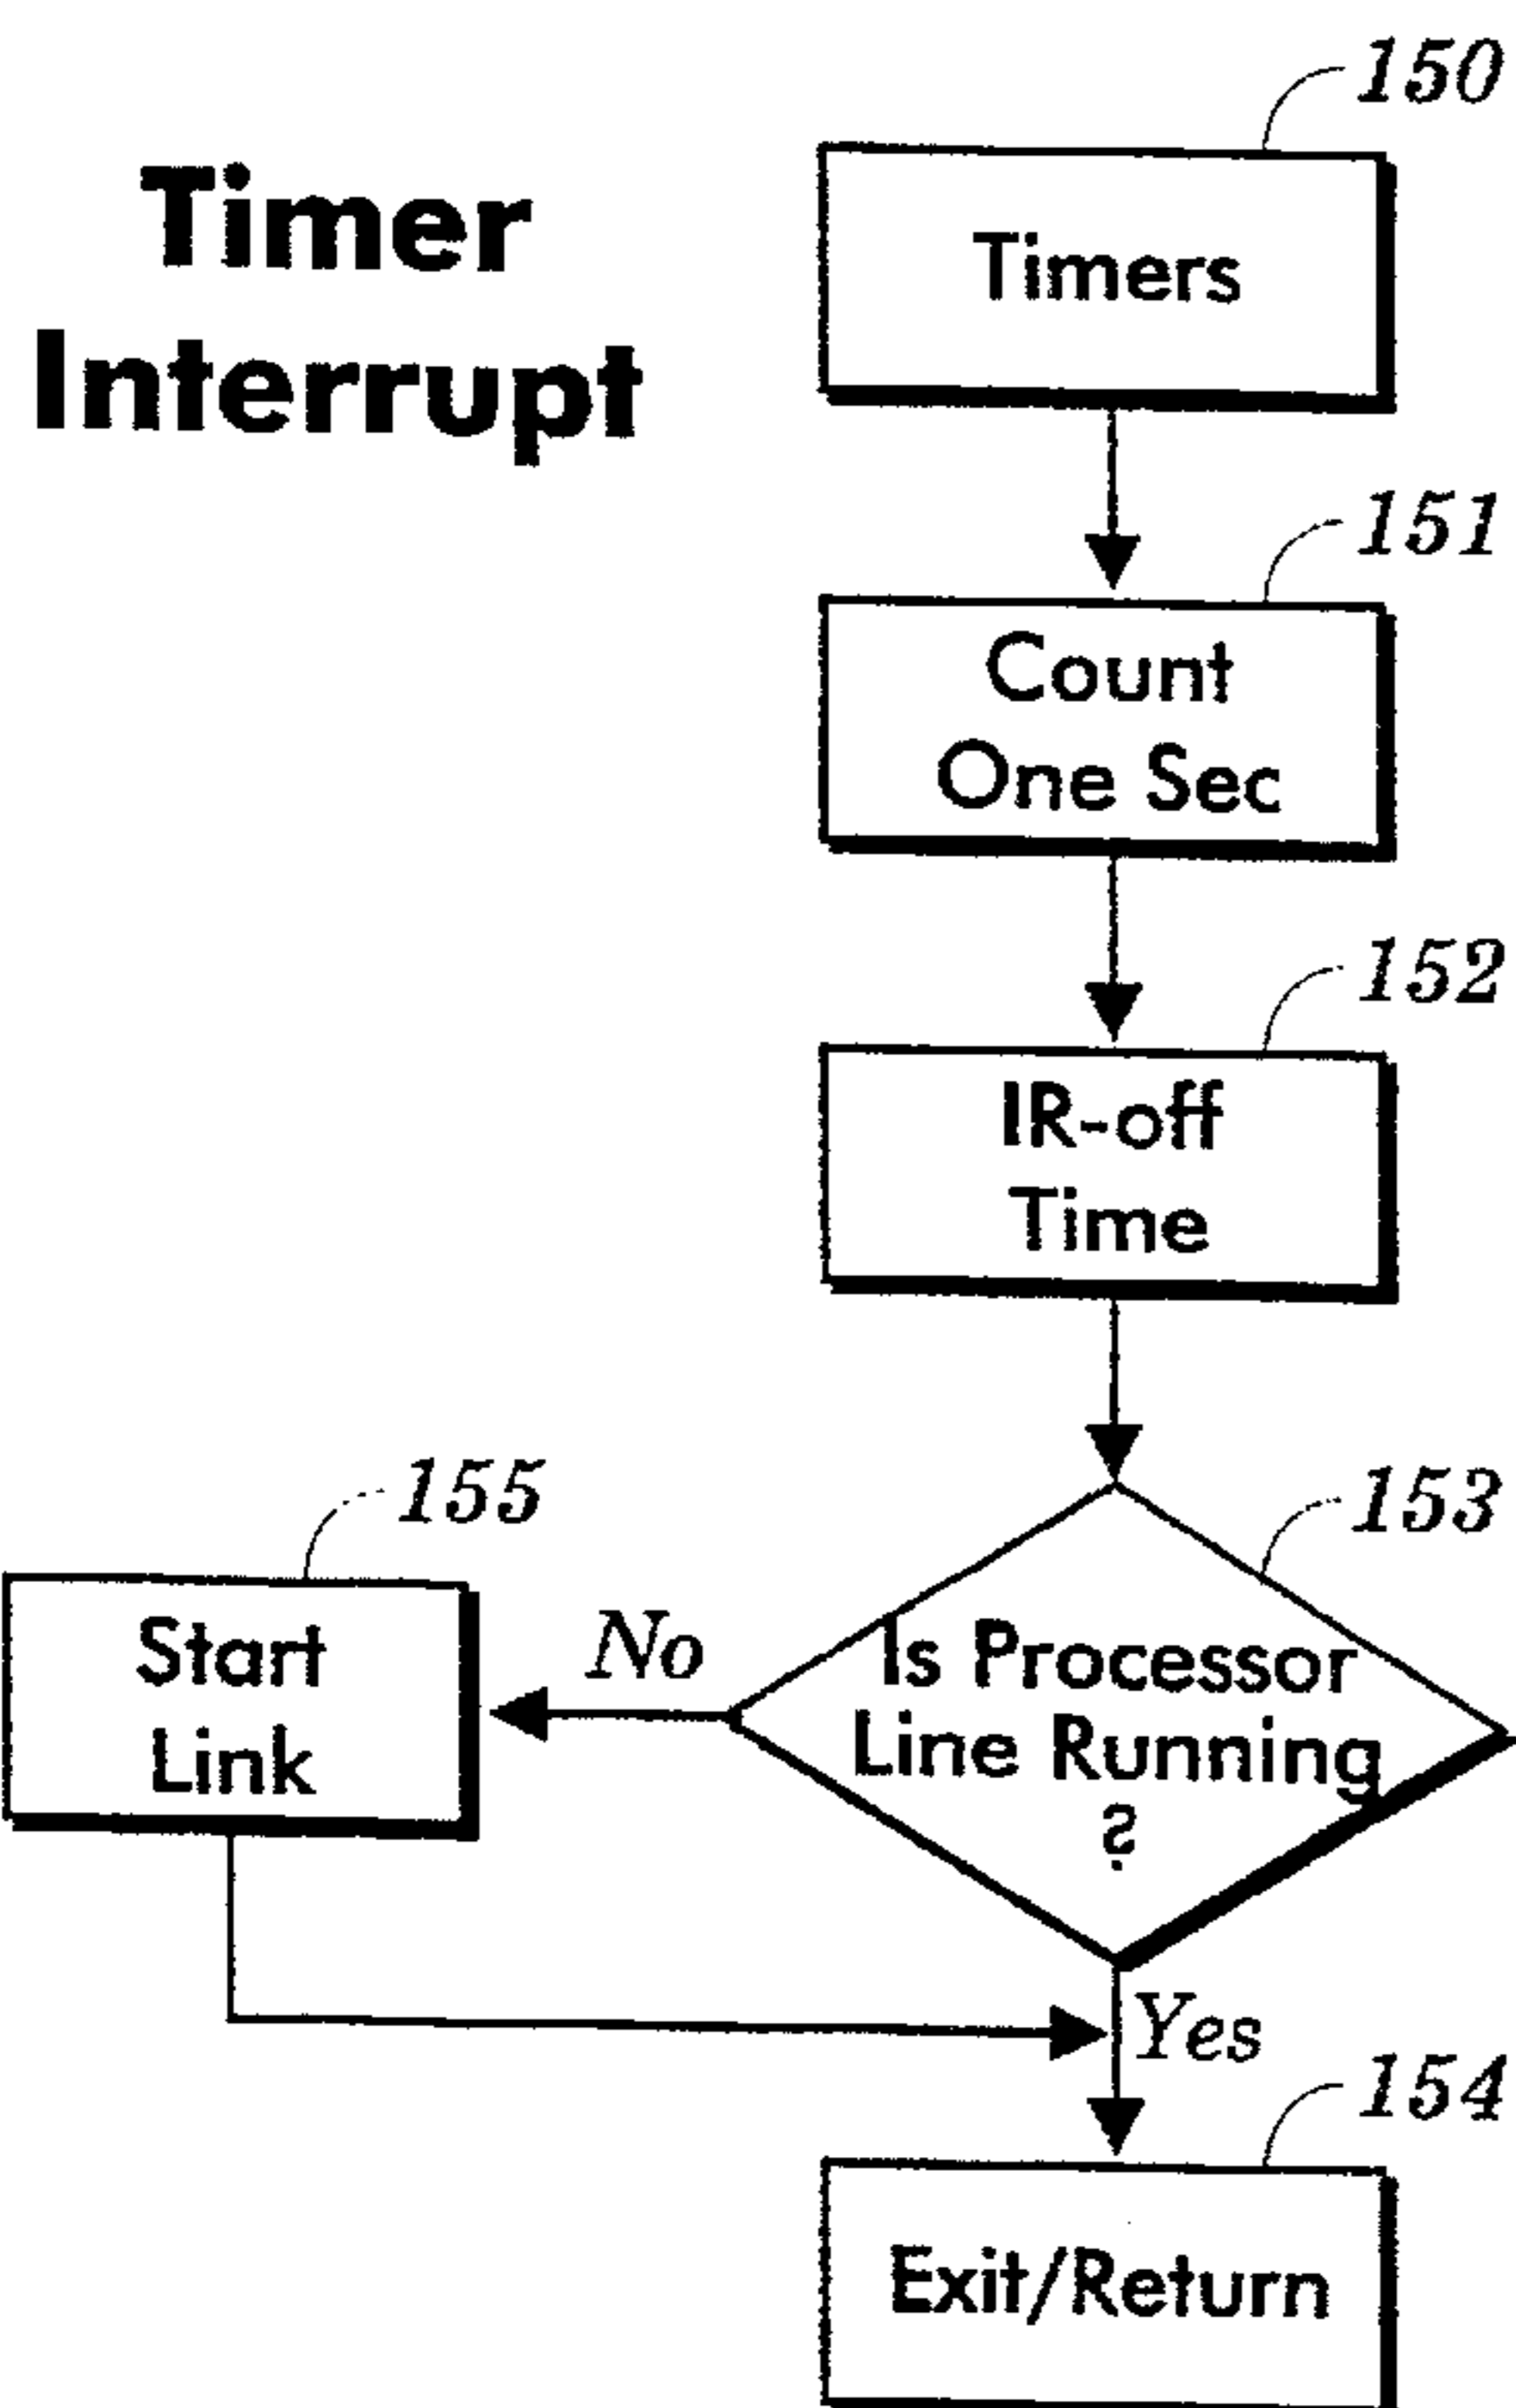 Timer
Interrupt
150
Timers
151
Count
One Sec
152
IR-off
Time
153
Is Processor
Line Running
?
No
155
Start
Link
Yes
154
Exit/Return